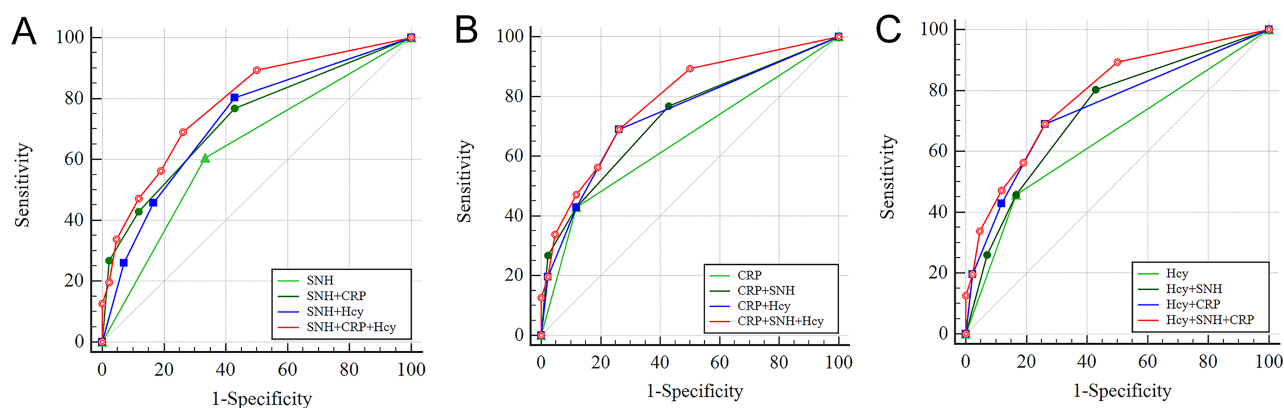 A
Sensitivity
100
80
60
40
20
0
0 20 40 60 80 100
1-Specificity
SNH
SNH+CRP
SNH+Hcy
SNH+CRP+Hcy
B
Sensitivity
100
80
60
40
20
0
0 20 40 60 80 100
1-Specificity
CRP
CRP+SNH
CRP+Hcy
CRP+SNH+Hcy
C
Sensitivity
100
80
60
40
20
0
0 20 40 60 80 100
1-Specificity
Hcy
Hcy+SNH
Hcy+CRP
Hcy+SNH+CRP